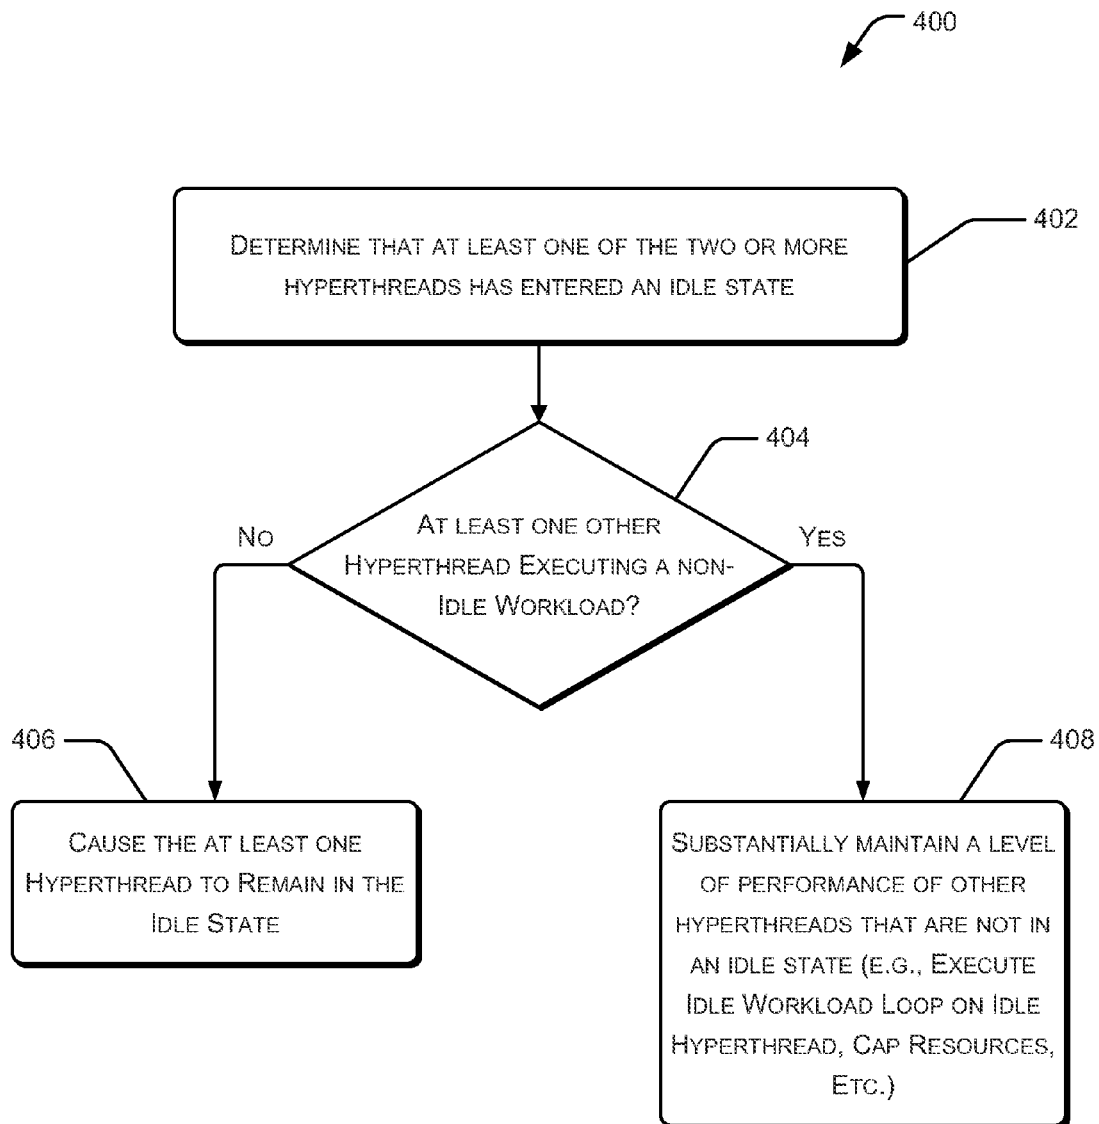 400
402
DETERMINE THAT AT LEAST ONE OF THE TWO OR MORE
HYPERTHREADS HAS ENTERED AN IDLE STATE
404
AT LEAST ONE OTHER
HYPERTHREAD EXECUTING A NON-
IDLE WORKLOAD?
NO
YES
406
CAUSE THE AT LEAST ONE
HYPERTHREAD TO REMAIN IN THE
IDLE STATE
408
SUBSTANTIALLY MAINTAIN A LEVEL
OF PERFORMANCE OF OTHER
HYPERTHREADS THAT ARE NOT IN
AN IDLE STATE (E.G., EXECUTE
IDLE WORKLOAD LOOP ON IDLE
HYPERTHREAD, CAP RESOURCES,
ETC.)